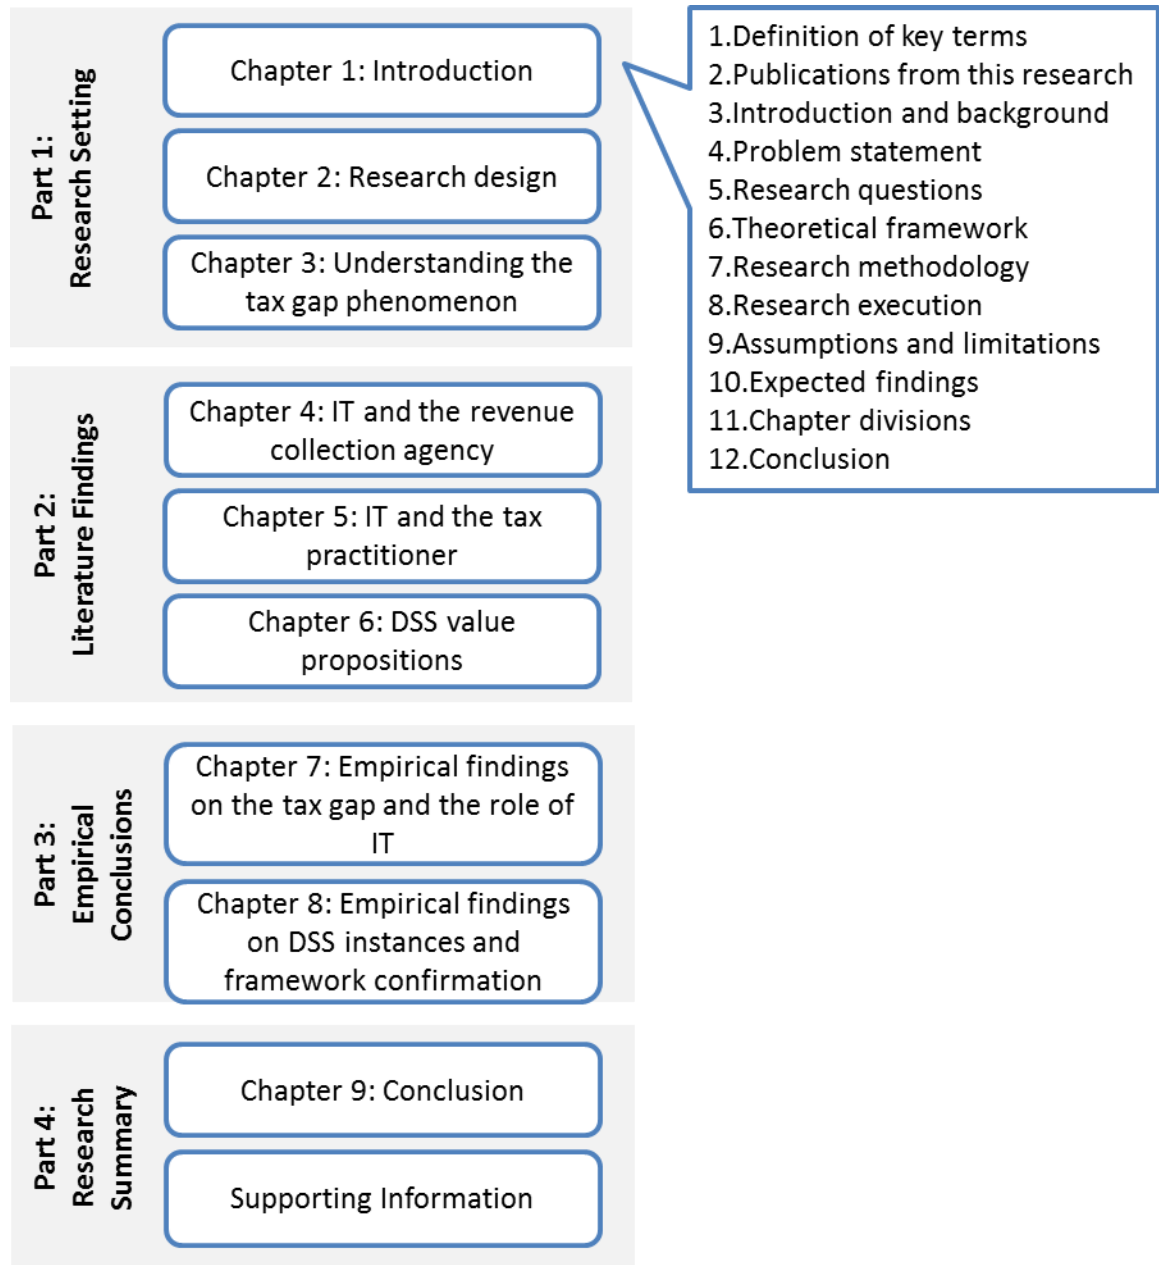 Part 1:
Research Setting
Chapter 1: Introduction
Chapter 2: Research design
Chapter 3: Understanding the
tax gap phenomenon
1.Definition of key terms
2.Publications from this research
3.Introduction and background
4.Problem statement
5.Research questions
6.Theoretical framework
7.Research methodology
8.Research execution
9.Assumptions and limitations
10.Expected findings
11.Chapter divisions
12.Conclusion
Part 2:
Literature Findings
Chapter 4: IT and the revenue
collection agency
Chapter 5: IT and the tax
practitioner
Chapter 6: DSS value
propositions
Part 3:
Empirical
Conclusions
Chapter 7: Empirical findings
on the tax gap and the role of
IT
Chapter 8: Empirical findings
on DSS instances and
framework confirmation
Part 4:
Research
Summary
Chapter 9: Conclusion
Supporting Information